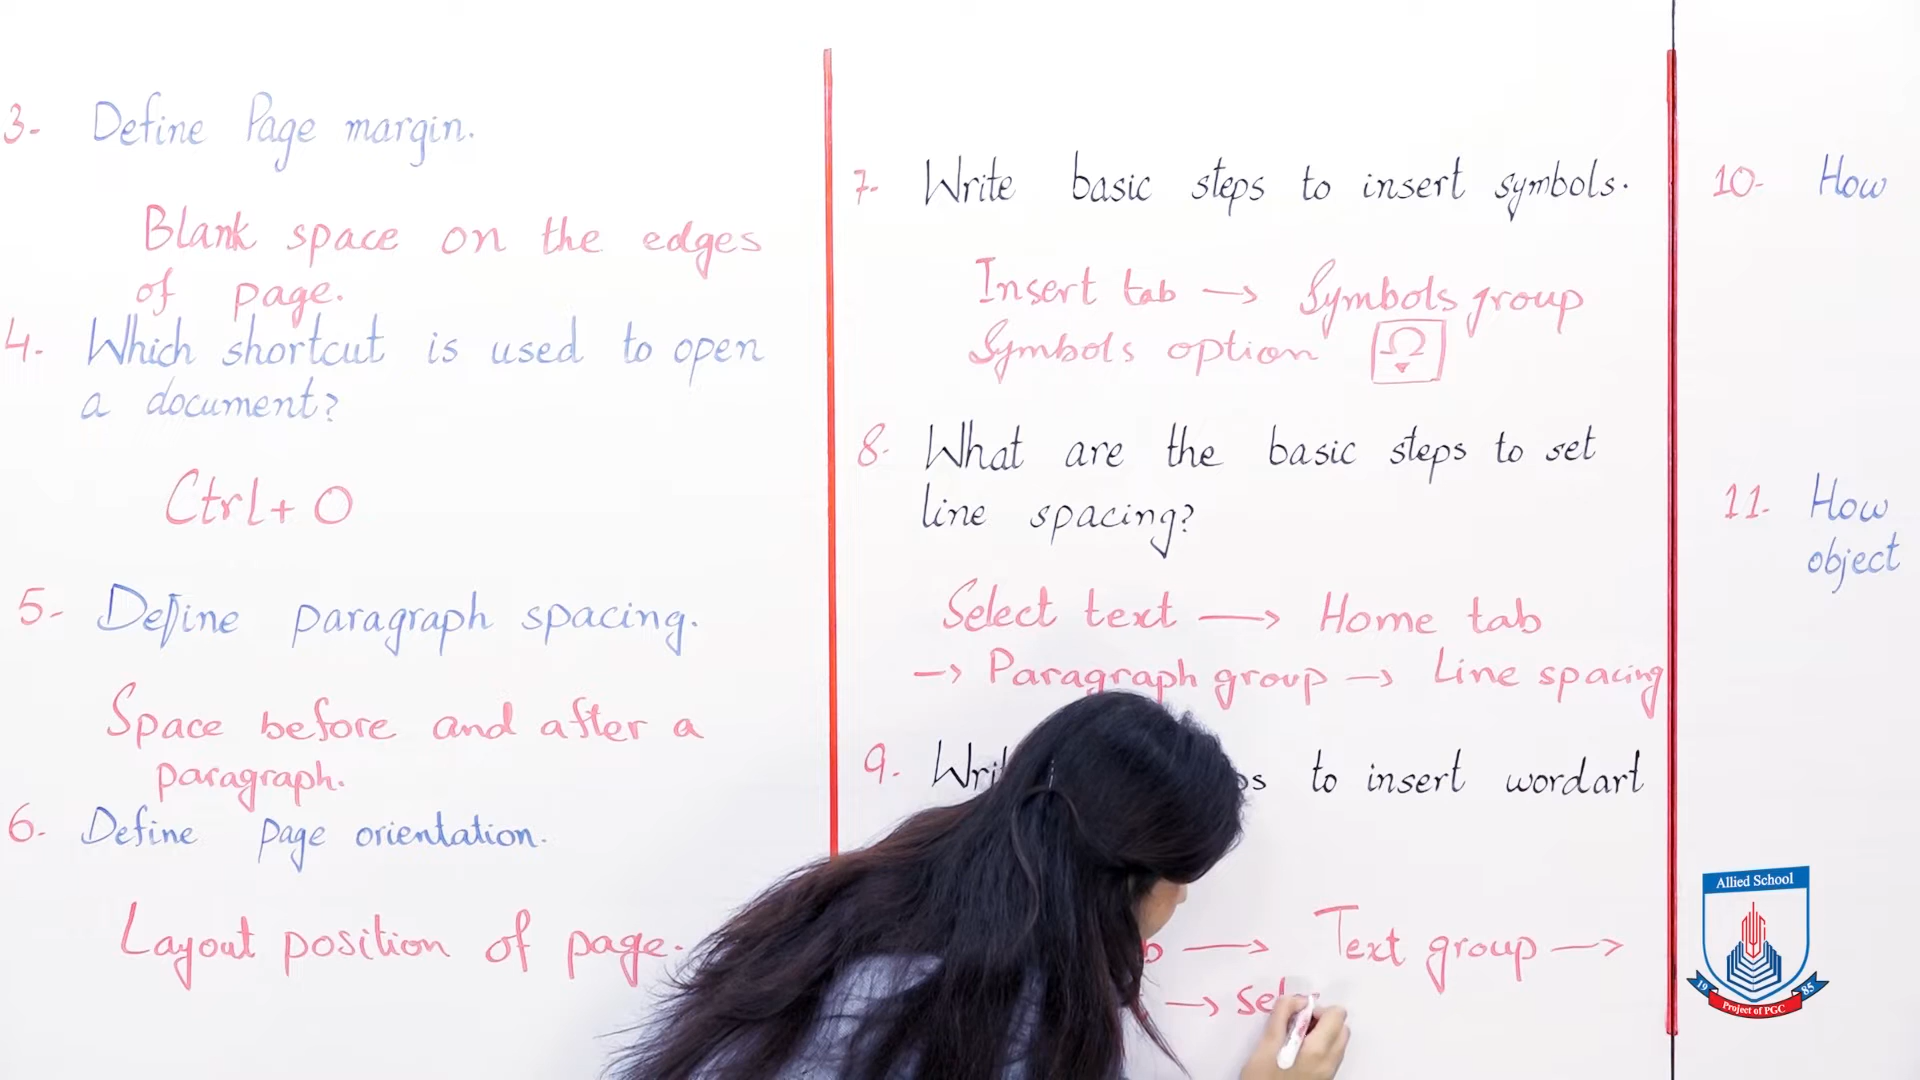 3- Define Page margin.
Blank space on the edges
of page.
4. Which shortcut is used to open
a document?
Ctrl+ O
5- Define paragraph spacing.
Space before and after a
paragraph.
6- Define page orientation.
Layout position of page.
7- Write basic steps to insert symbols.
Insert tab → Symbols group
Symbols option Ω
8- What are the basic steps to set
line spacing?
Select text → Home tab
→ Paragraph group → Line spacing
9. to insert wordart
→ Text group →
→
10- How
11- How
object
Allied School
19 85
Project of PGC